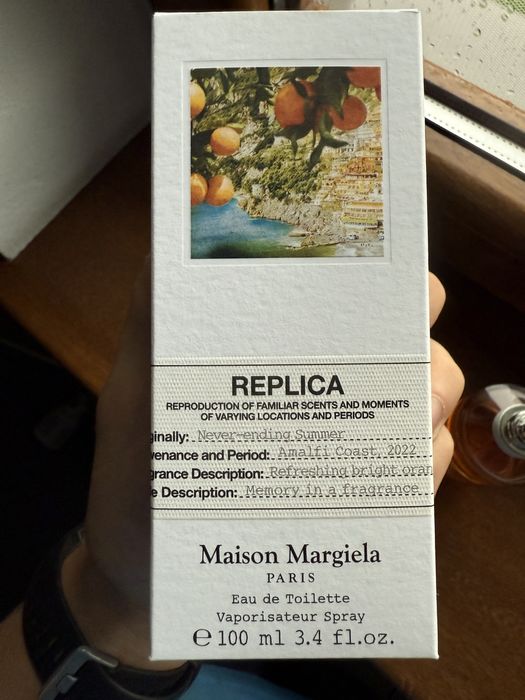 REPLICA
REPRODUCTION OF FAMILIAR SCENTS AND MOMENTS
OF VARYING LOCATIONS AND PERIODS
ginally: Never-ending Summer
venance and Period: Amalfi Coast, 2022
grance Description: Refreshing bright oran
e Description: Memory in a fragrance
Maison Margiela
PARIS
Eau de Toilette
Vaporisateur Spray
℮ 100 ml 3.4 fl.oz.